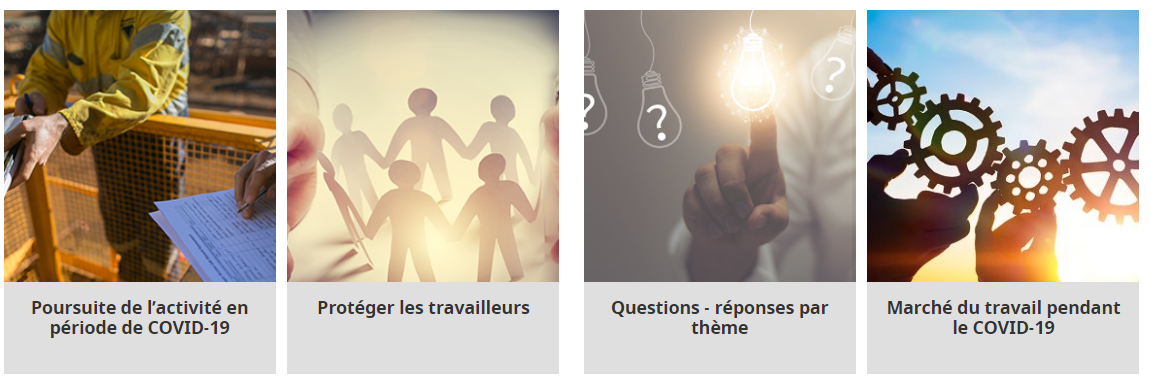 ?
?
?
Poursuite de l’activité en
période de COVID-19
Protéger les travailleurs
Questions - réponses par
thème
Marché du travail pendant
le COVID-19